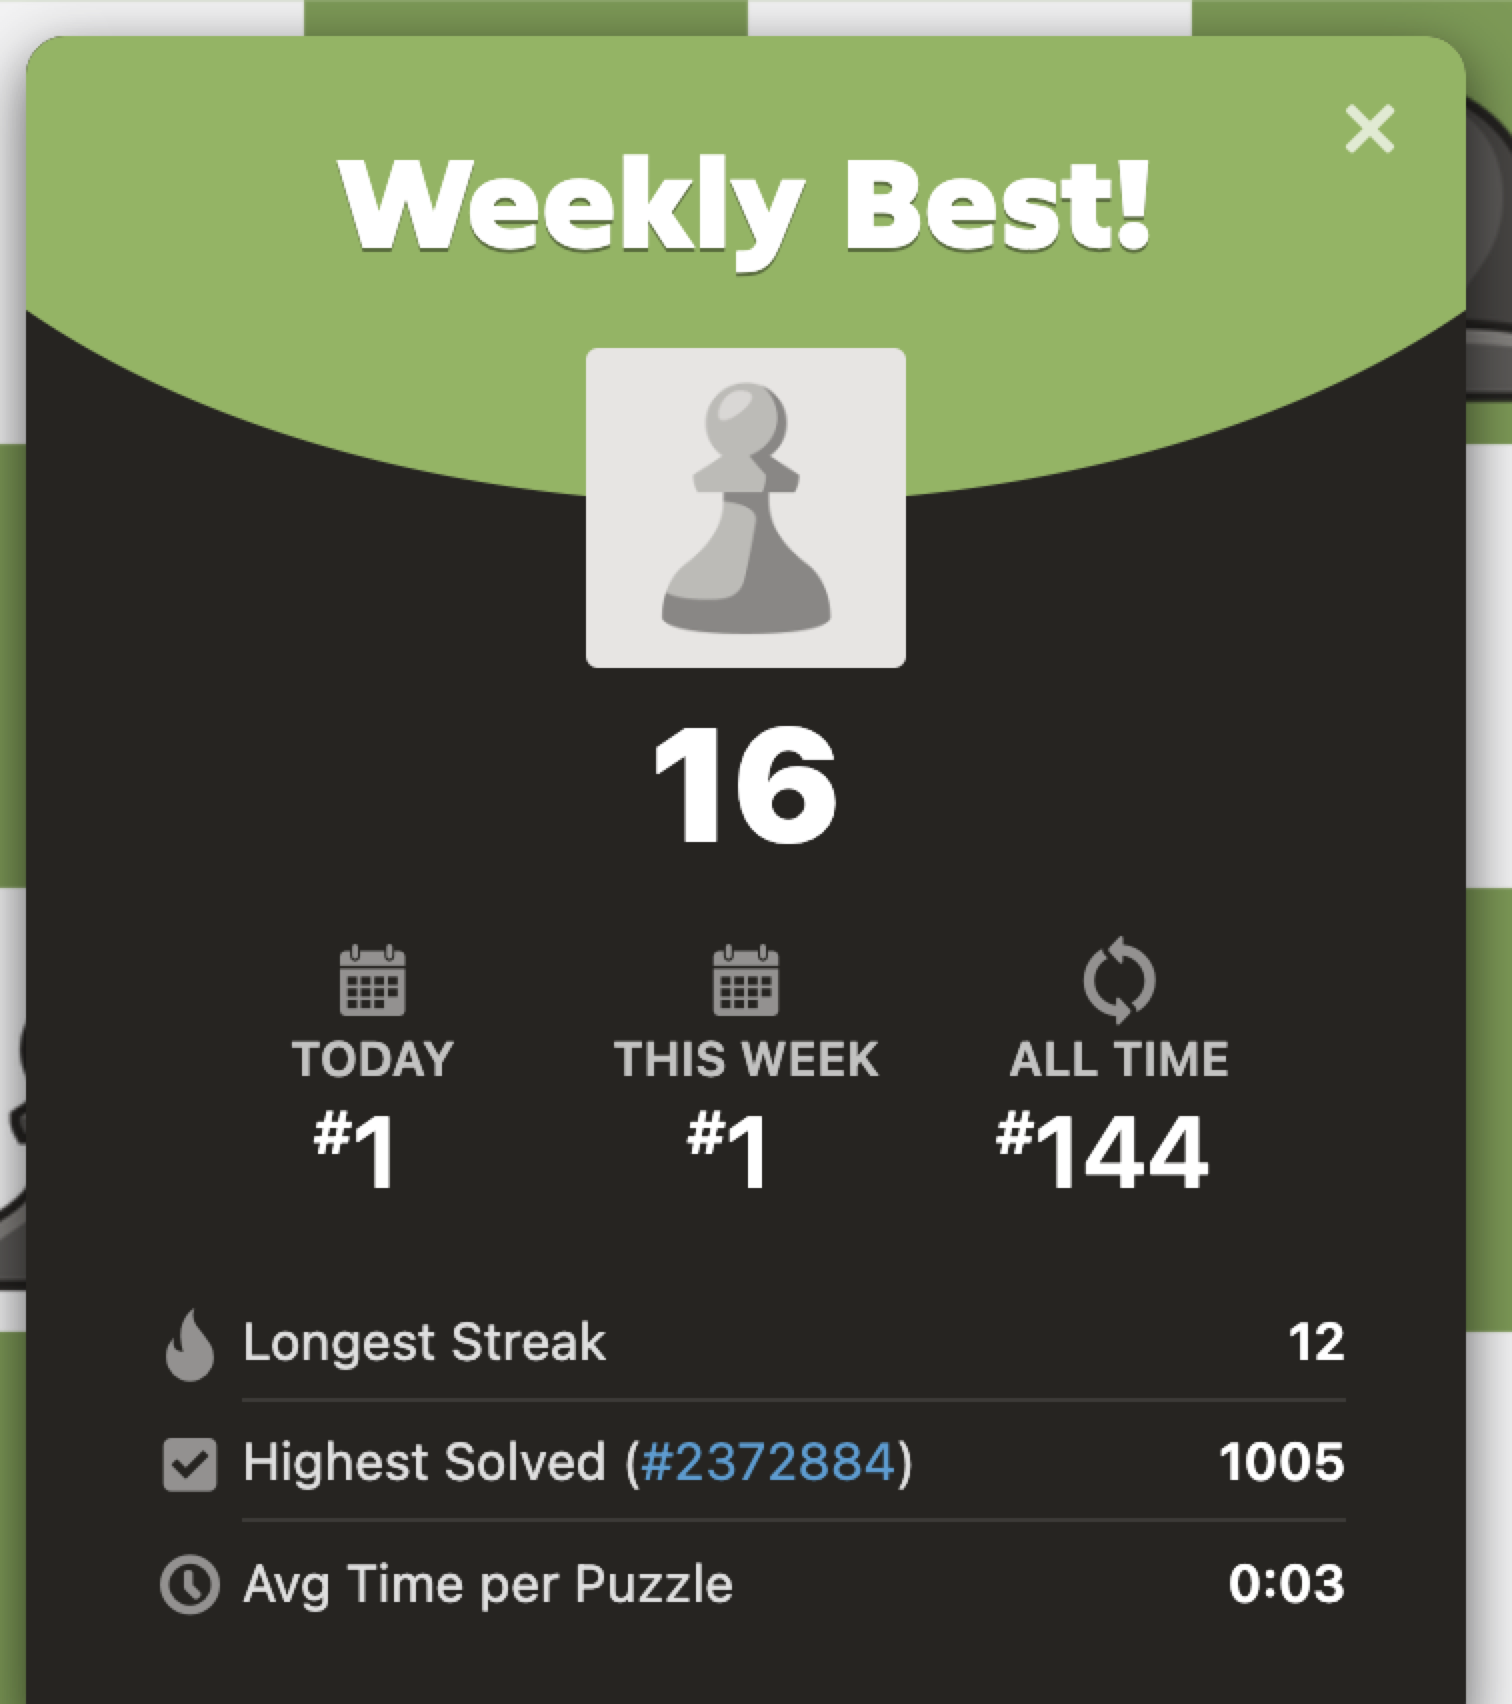 Weekly Best!
16
TODAY
THIS WEEK
ALL TIME
#1
#1
#144
Longest Streak 12
Highest Solved (#2372884) 1005
Avg Time per Puzzle 0:03